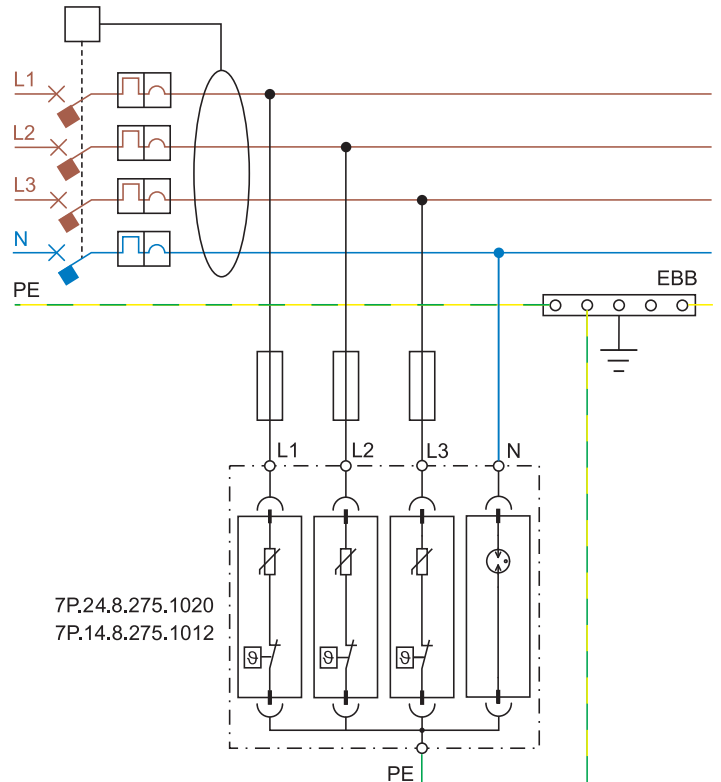 L1
L2
L3
N
PE
EBB
L1
L2
L3
N
7P.24.8.275.1020
7P.14.8.275.1012
ϑ
ϑ
ϑ
PE